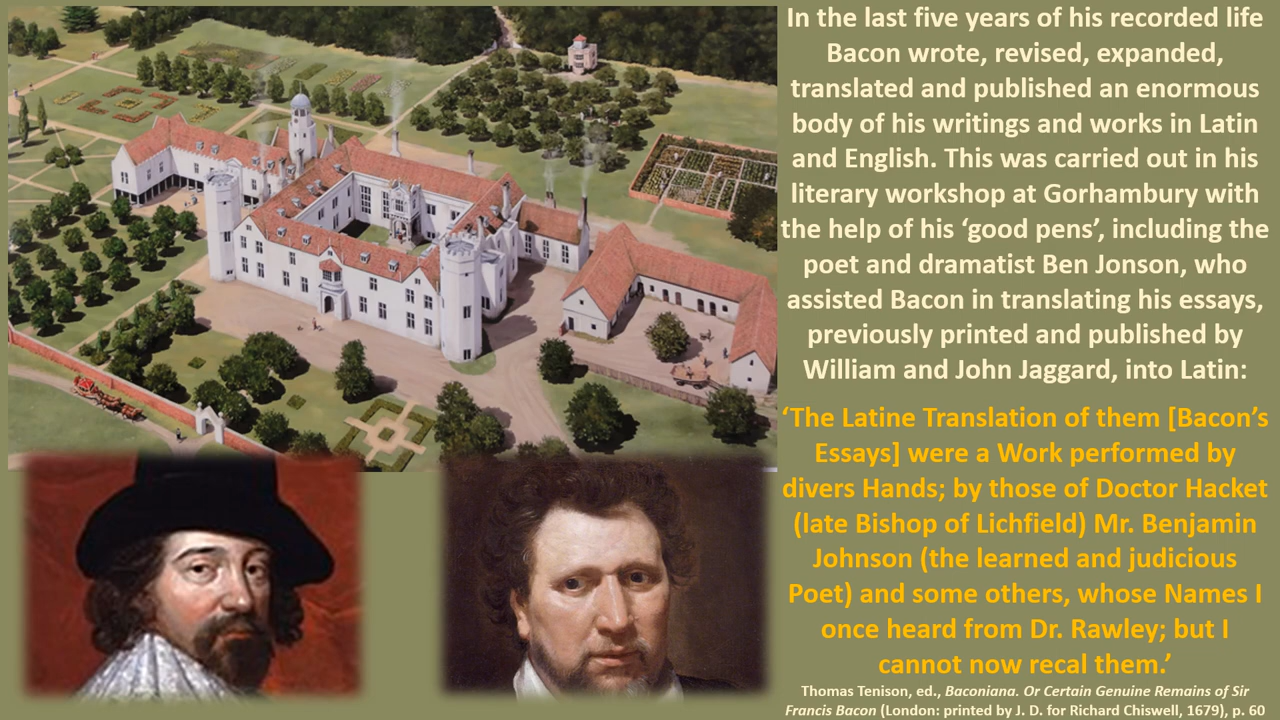 In the last five years of his recorded life
Bacon wrote, revised, expanded,
translated and published an enormous
body of his writings and works in Latin
and English. This was carried out in his
literary workshop at Gorhambury with
the help of his ‘good pens’, including the
poet and dramatist Ben Jonson, who
assisted Bacon in translating his essays,
previously printed and published by
William and John Jaggard, into Latin:
‘The Latine Translation of them [Bacon’s
Essays] were a Work performed by
divers Hands; by those of Doctor Hacket
(late Bishop of Lichfield) Mr. Benjamin
Johnson (the learned and judicious
Poet) and some others, whose Names I
once heard from Dr. Rawley; but I
cannot now recal them.’
Thomas Tenison, ed., Baconiana. Or Certain Genuine Remains of Sir
Francis Bacon (London: printed by J. D. for Richard Chiswell, 1679), p. 60